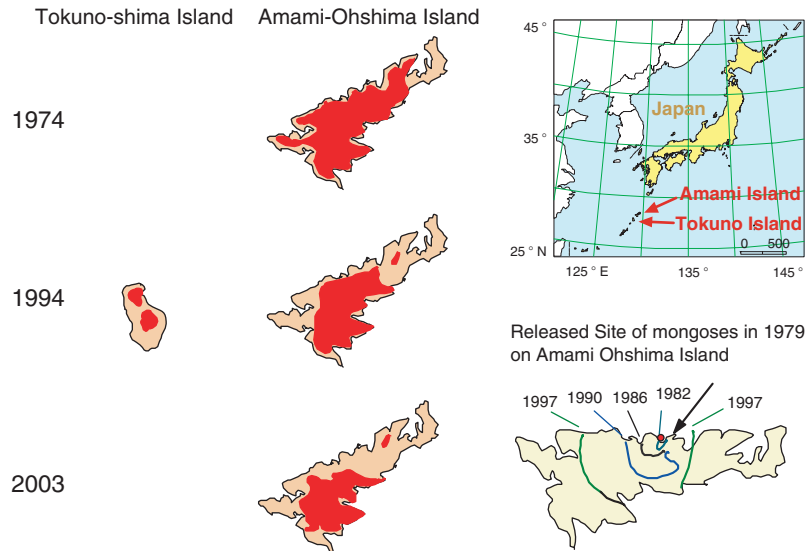 Tokuno-shima Island
Amami-Ohshima Island
1974
1994
2003
45 °
35 °
25 ° N
Japan
Amami Island
Tokuno Island
0 500
125 ° E
135 °
145 °
Released Site of mongoses in 1979
on Amami Ohshima Island
1997
1990
1986
1982
1997